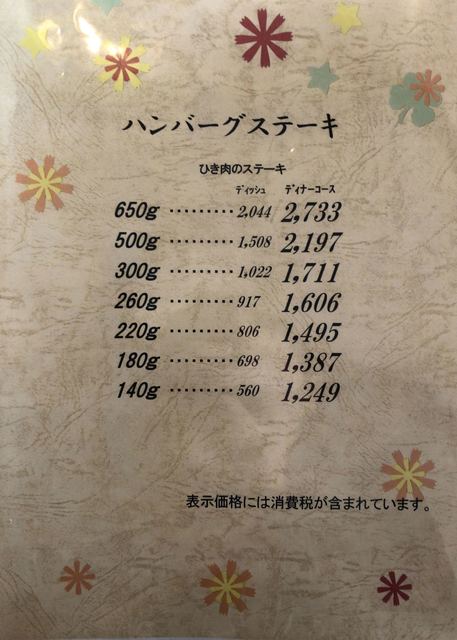 ハンバーグステーキ
ひき肉のステーキ
ディッシュ ディナーコース
650g ········· 2,044 2,733
500g ········· 1,508 2,197
300g ········· 1,022 1,711
260g ········· 917 1,606
220g ········· 806 1,495
180g ········· 698 1,387
140g ········· 560 1,249
表示価格には消費税が含まれています。